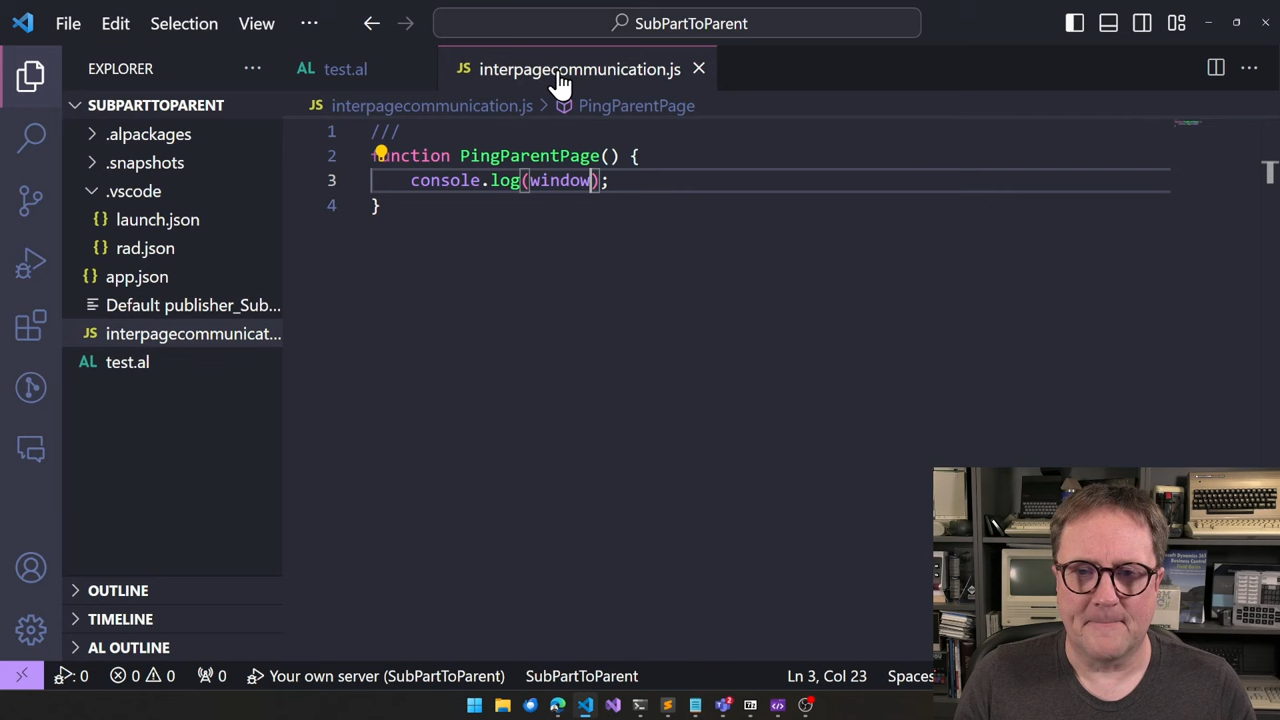 File Edit Selection View ··· SubPartToParent
EXPLORER ···
SUBPARTTOPARENT
.alpackages
.snapshots
.vscode
{} launch.json
{} rad.json
{} app.json
Default publisher_Sub...
JS interpagecommunicat...
AL test.al
OUTLINE
TIMELINE
AL OUTLINE
AL test.al
JS interpagecommunication.js
JS interpagecommunication.js > PingParentPage
1 ///
2 function PingParentPage() {
3 console.log(window);
4 }
0 0 0 0 Your own server (SubPartToParent) SubPartToParent Ln 3, Col 23 Spaces